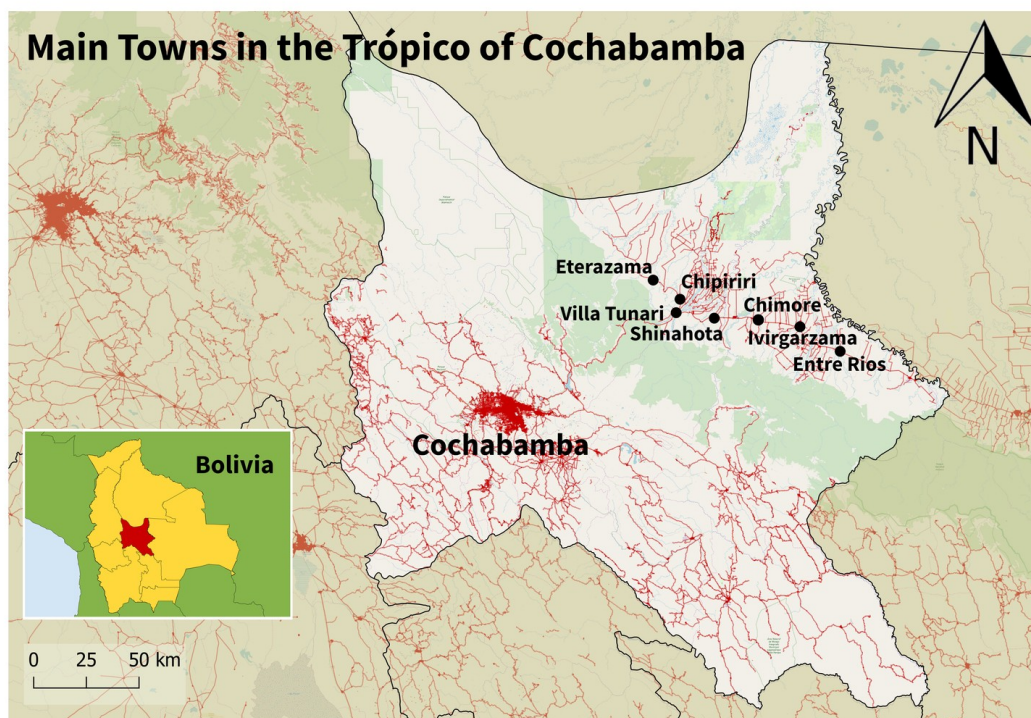 Main Towns in the Trópico of Cochabamba
N
Eterazama
Chipiriri
Villa Tunari
Chimore
Shinahota
Ivirgarzama
Entre Rios
Cochabamba
Bolivia
0 25 50 km